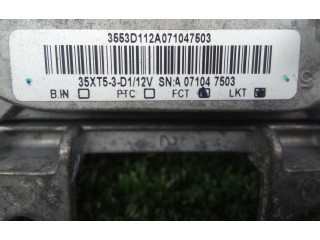 3553D112A071047503
35XT5-3-D1/12V SN:A 07104 7503
B.IN PTC FCT LKT